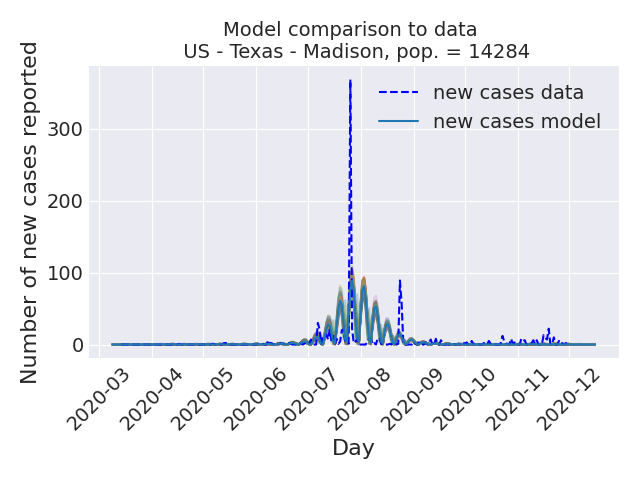 Model comparison to data
US - Texas - Madison, pop. = 14284
Number of new cases reported
300
200
100
0
new cases data
new cases model
2020-03
2020-04
2020-05
2020-06
2020-07
2020-08
2020-09
2020-10
2020-11
2020-12
Day